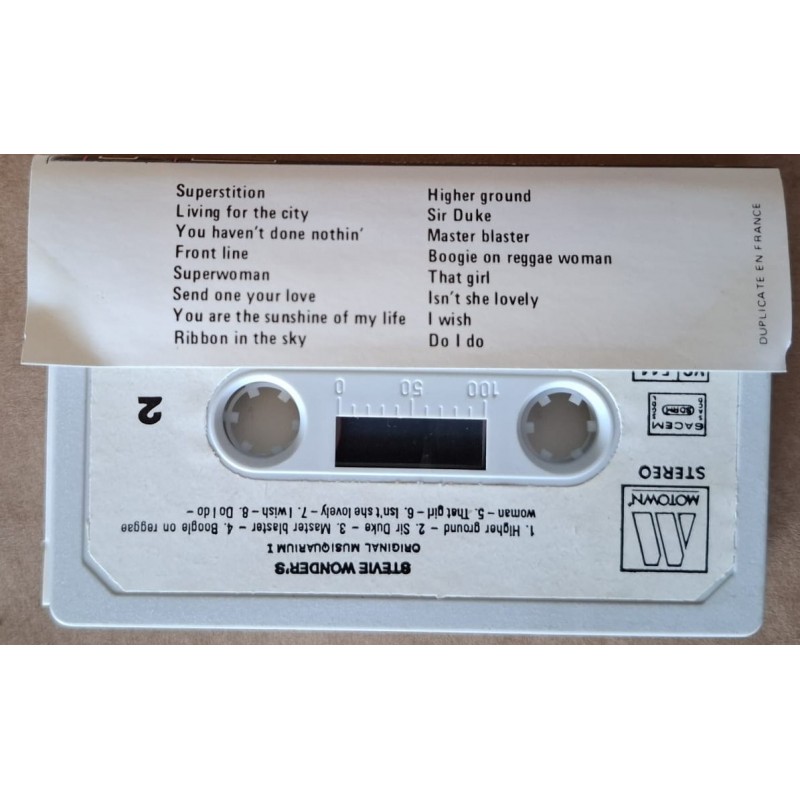 Superstition
Living for the city
You haven't done nothin'
Front line
Superwoman
Send one your love
You are the sunshine of my life
Ribbon in the sky
Higher ground
Sir Duke
Master blaster
Boogie on reggae woman
That girl
Isn't she lovely
I wish
Do I do
DUPLICATE EN FRANCE
STEVIE WONDER'S
ORIGINAL MUSIQUARIUM I
1. Higher ground – 2. Sir Duke – 3. Master blaster – 4. Boogie on reggae
woman – 5. That girl – 6. Isn't she lovely – 7. I wish – 8. Do I do –
MOTOWN
STEREO
SACEM
SDRM
100 50 0
2